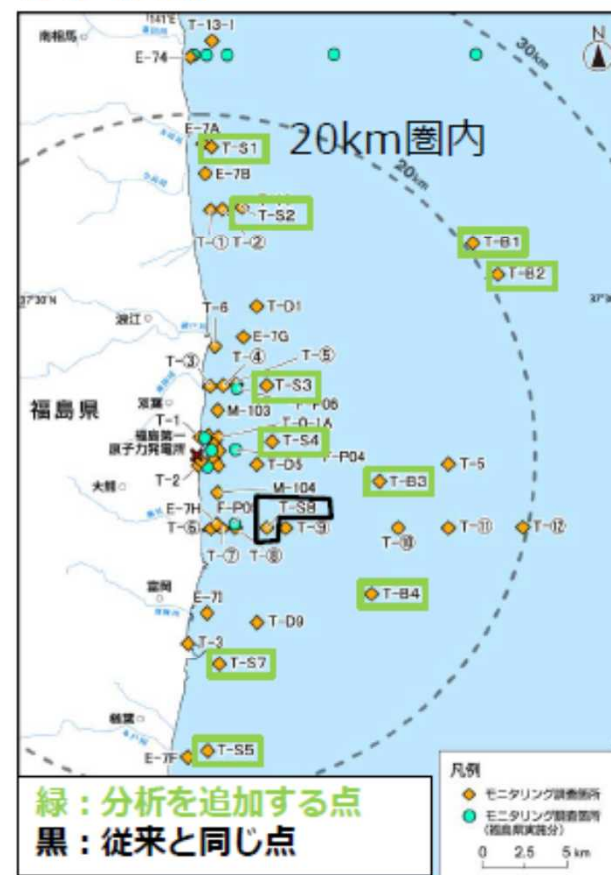 141°E
T-13-1
南相馬
E-74
30km
N
E-7A
20km圏内
T-S1
20km
E-7B
T-S2
T-① T-②
T-B1
T-B2
37°30'N
T-D1
T-6
浪江
E-7G
T-③ T-④ T-⑤
T-S3
双葉
福島県
M-103
F-P06
T-1
T-0-1A
福島第一
原子力発電所
T-S4
F-P04
T-2
T-D5
T-5
T-B3
大熊
M-104
E-7H
T-S8
T-⑥ T-⑦ T-⑧ T-⑨
T-⑩ T-⑪ T-⑫
富岡
T-B4
E-7I
T-D9
T-3
T-S7
楢葉
E-7F
T-S5
緑：分析を追加する点
黒：従来と同じ点
凡例
モニタリング調査箇所
モニタリング調査箇所
(福島県実施分)
0 2.5 5 km